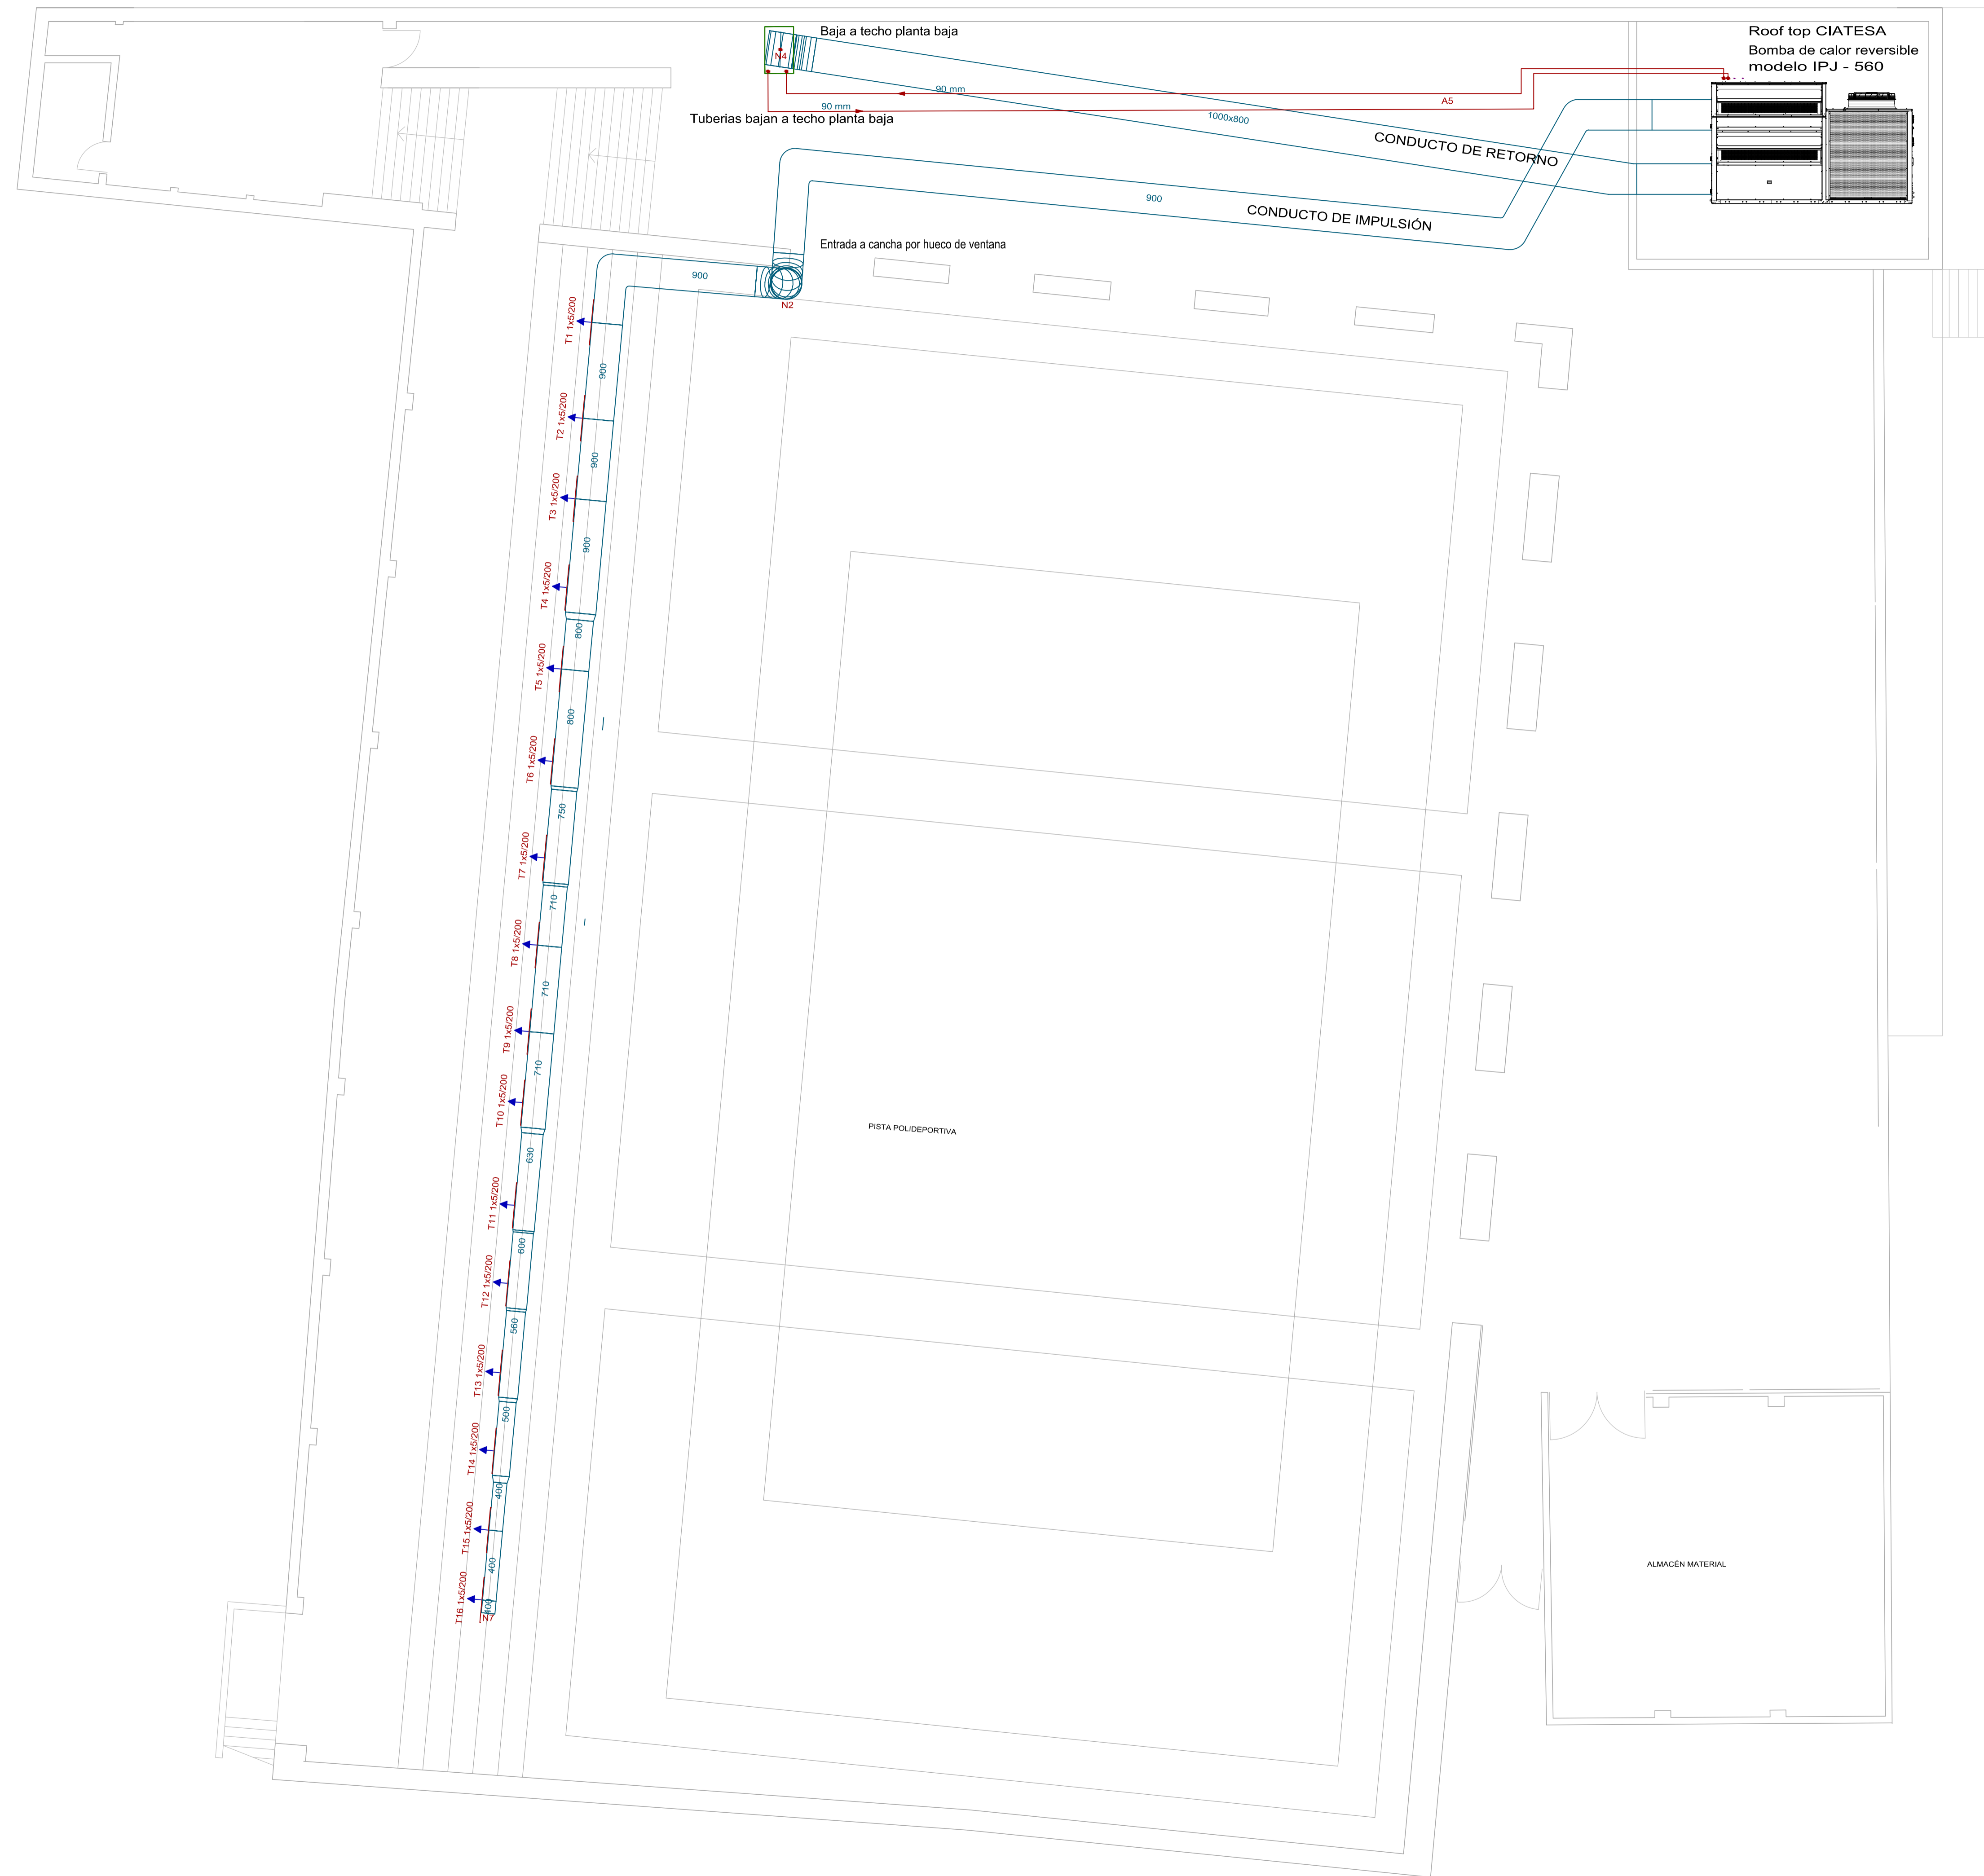 Baja a techo planta baja
Roof top CIATESA
Bomba de calor reversible
modelo IPJ - 560
N4
90 mm
A5
90 mm
Tuberias bajan a techo planta baja
1000x800
CONDUCTO DE RETORNO
900
CONDUCTO DE IMPULSIÓN
Entrada a cancha por hueco de ventana
900
N2
T1 1x5/200
900
T2 1x5/200
900
T3 1x5/200
900
T4 1x5/200
800
T5 1x5/200
800
T6 1x5/200
750
T7 1x5/200
710
T8 1x5/200
710
T9 1x5/200
710
T10 1x5/200
PISTA POLIDEPORTIVA
630
T11 1x5/200
600
T12 1x5/200
560
T13 1x5/200
500
T14 1x5/200
400
T15 1x5/200
400
ALMACÉN MATERIAL
T16 1x5/200
400
N7